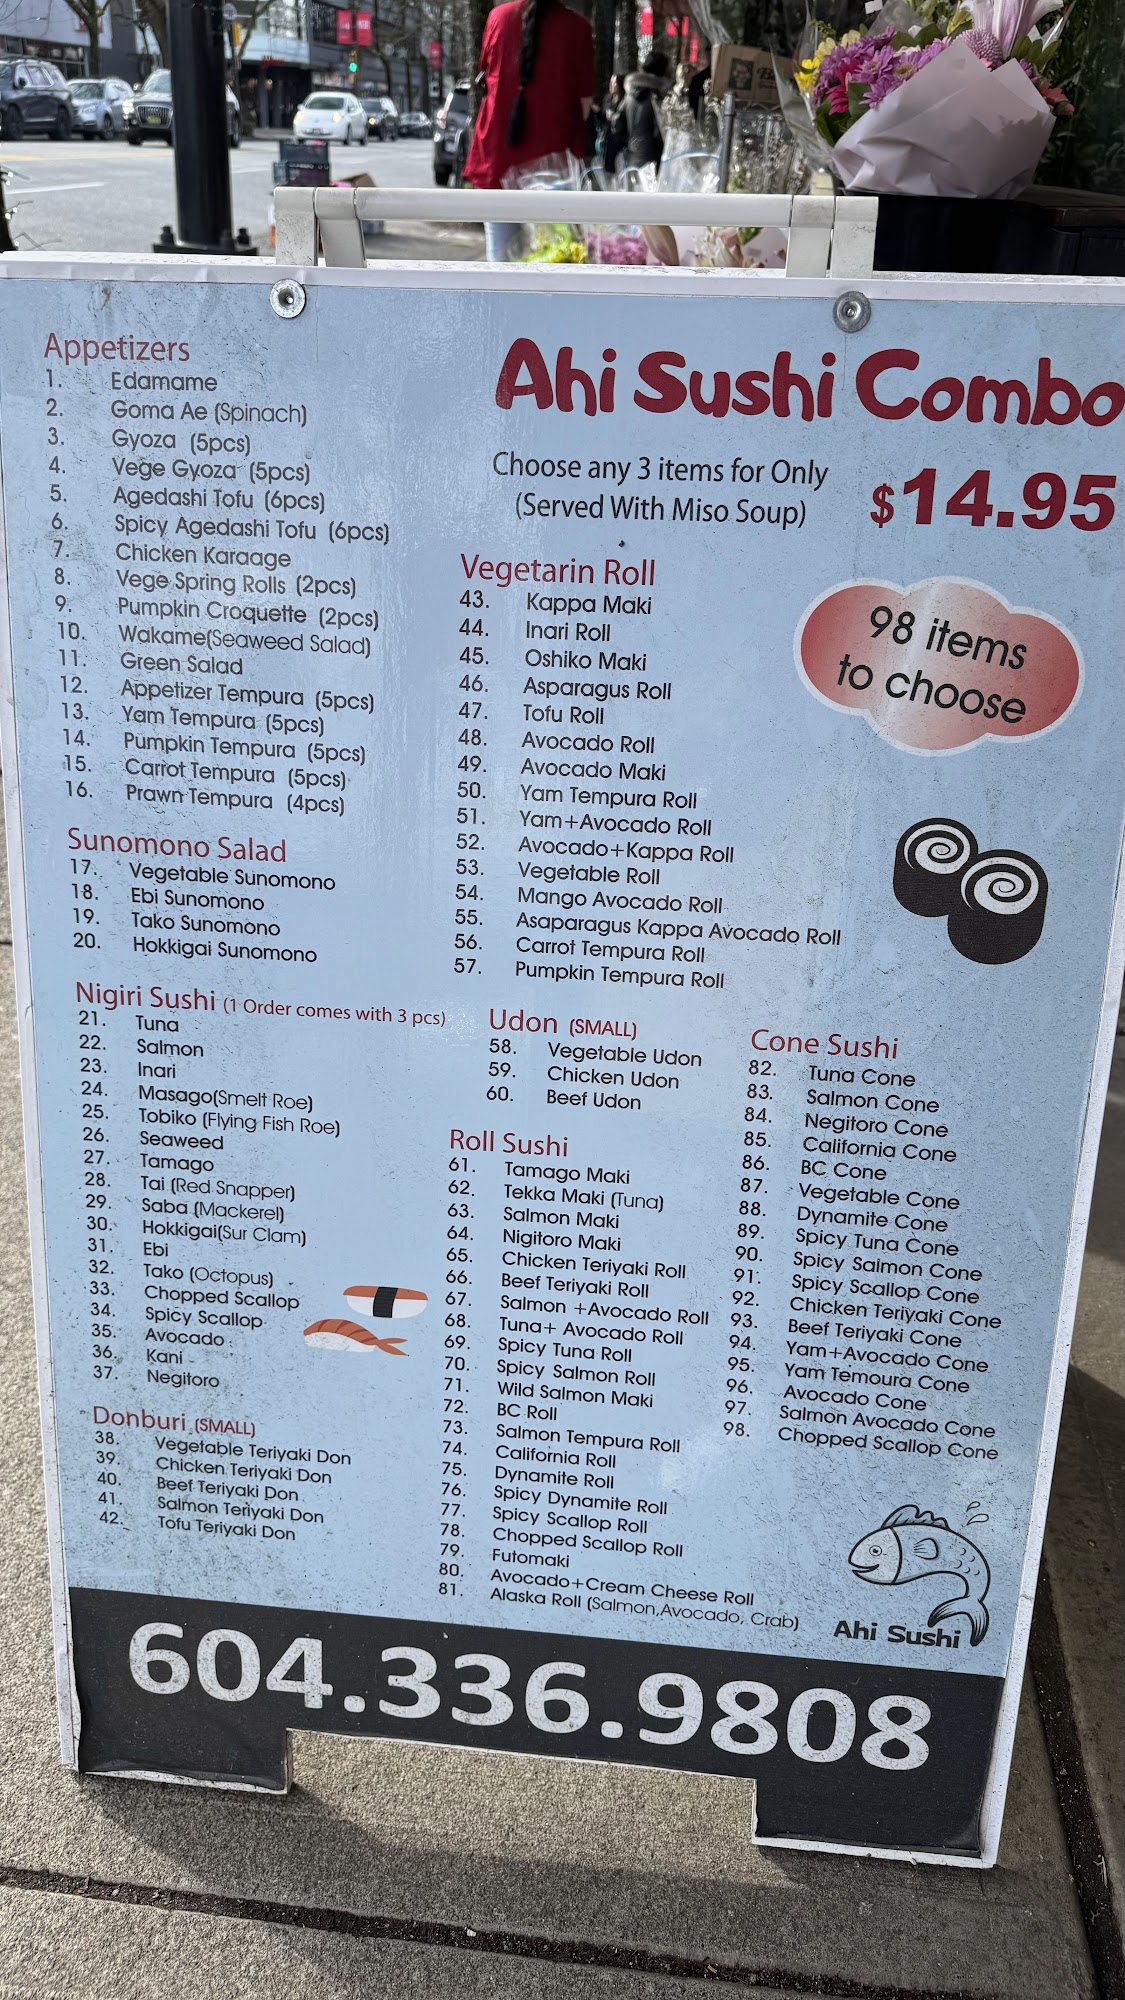 Ahi Sushi Combo
Choose any 3 items for Only
(Served With Miso Soup)
$14.95
98 items
to choose
Appetizers
1. Edamame
2. Goma Ae (Spinach)
3. Gyoza (5pcs)
4. Vege Gyoza (5pcs)
5. Agedashi Tofu (6pcs)
6. Spicy Agedashi Tofu (6pcs)
7. Chicken Karaage
8. Vege Spring Rolls (2pcs)
9. Pumpkin Croquette (2pcs)
10. Wakame(Seaweed Salad)
11. Green Salad
12. Appetizer Tempura (5pcs)
13. Yam Tempura (5pcs)
14. Pumpkin Tempura (5pcs)
15. Carrot Tempura (5pcs)
16. Prawn Tempura (4pcs)
Sunomono Salad
17. Vegetable Sunomono
18. Ebi Sunomono
19. Tako Sunomono
20. Hokkigai Sunomono
Nigiri Sushi (1 Order comes with 3 pcs)
21. Tuna
22. Salmon
23. Inari
24. Masago(Smelt Roe)
25. Tobiko (Flying Fish Roe)
26. Seaweed
27. Tamago
28. Tai (Red Snapper)
29. Saba (Mackerel)
30. Hokkigai(Sur Clam)
31. Ebi
32. Tako (Octopus)
33. Chopped Scallop
34. Spicy Scallop
35. Avocado
36. Kani
37. Negitoro
Donburi (SMALL)
38. Vegetable Teriyaki Don
39. Chicken Teriyaki Don
40. Beef Teriyaki Don
41. Salmon Teriyaki Don
42. Tofu Teriyaki Don
Vegetarin Roll
43. Kappa Maki
44. Inari Roll
45. Oshiko Maki
46. Asparagus Roll
47. Tofu Roll
48. Avocado Roll
49. Avocado Maki
50. Yam Tempura Roll
51. Yam+Avocado Roll
52. Avocado+Kappa Roll
53. Vegetable Roll
54. Mango Avocado Roll
55. Asaparagus Kappa Avocado Roll
56. Carrot Tempura Roll
57. Pumpkin Tempura Roll
Udon (SMALL)
58. Vegetable Udon
59. Chicken Udon
60. Beef Udon
Roll Sushi
61. Tamago Maki
62. Tekka Maki (Tuna)
63. Salmon Maki
64. Nigitoro Maki
65. Chicken Teriyaki Roll
66. Beef Teriyaki Roll
67. Salmon +Avocado Roll
68. Tuna+ Avocado Roll
69. Spicy Tuna Roll
70. Spicy Salmon Roll
71. Wild Salmon Maki
72. BC Roll
73. Salmon Tempura Roll
74. California Roll
75. Dynamite Roll
76. Spicy Dynamite Roll
77. Spicy Scallop Roll
78. Chopped Scallop Roll
79. Futomaki
80. Avocado+Cream Cheese Roll
81. Alaska Roll (Salmon,Avocado, Crab)
Cone Sushi
82. Tuna Cone
83. Salmon Cone
84. Negitoro Cone
85. California Cone
86. BC Cone
87. Vegetable Cone
88. Dynamite Cone
89. Spicy Tuna Cone
90. Spicy Salmon Cone
91. Spicy Scallop Cone
92. Chicken Teriyaki Cone
93. Beef Teriyaki Cone
94. Yam+Avocado Cone
95. Yam Temoura Cone
96. Avocado Cone
97. Salmon Avocado Cone
98. Chopped Scallop Cone
Ahi Sushi
604.336.9808